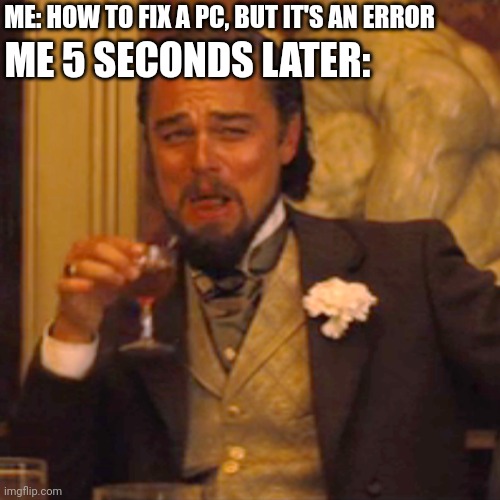 ME: HOW TO FIX A PC, BUT IT'S AN ERROR
ME 5 SECONDS LATER:
imgflip.com